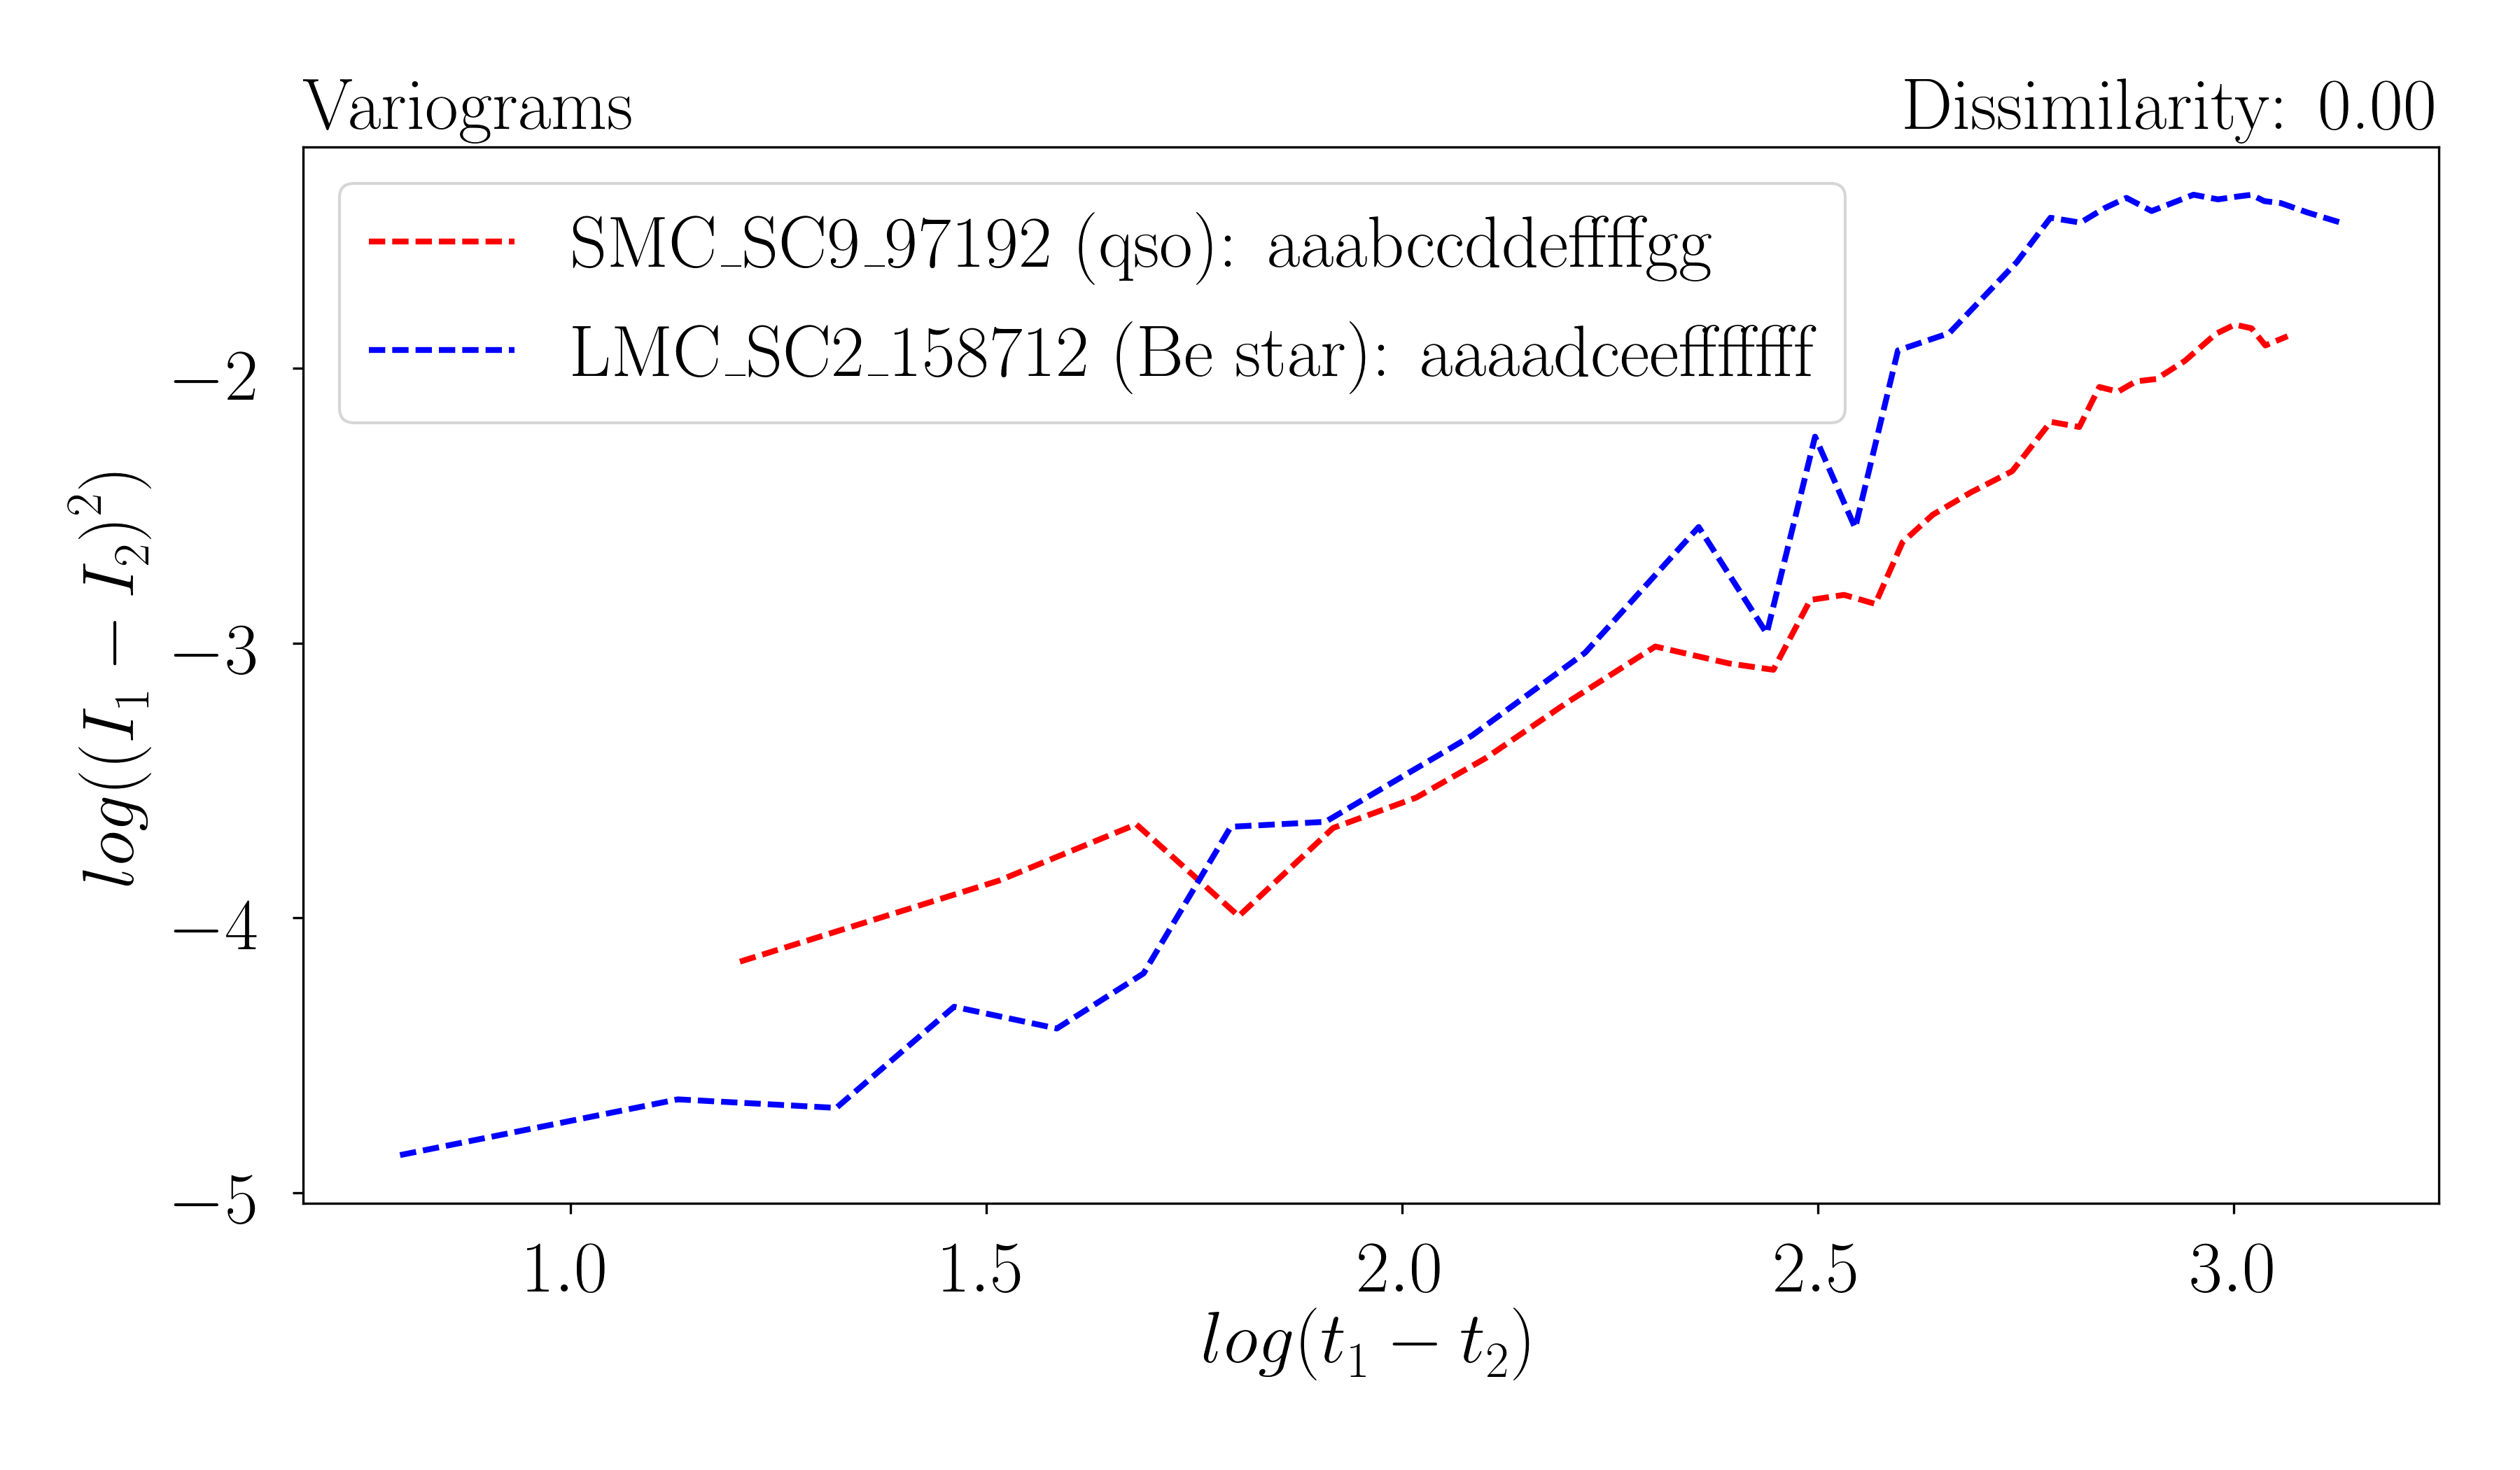 Variograms
Dissimilarity: 0.00
SMC_SC9_97192 (qso): aaabccddeffffgg
LMC_SC2_158712 (Be star): aaaadceefffffff
−2
−3
−4
−5
log((I₁ − I₂)²)
1.0 1.5 2.0 2.5 3.0
log(t₁ − t₂)